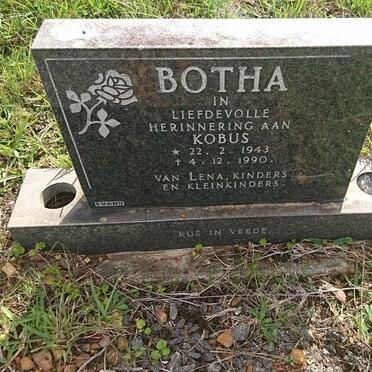 BOTHA
IN
LIEFDEVOLLE
HERINNERING AAN
KOBUS
★ 22. 2. 1943
✝ 4. 12. 1990.
VAN LENA, KINDERS
EN KLEINKINDERS.
EVANS
RUS IN VREDE.